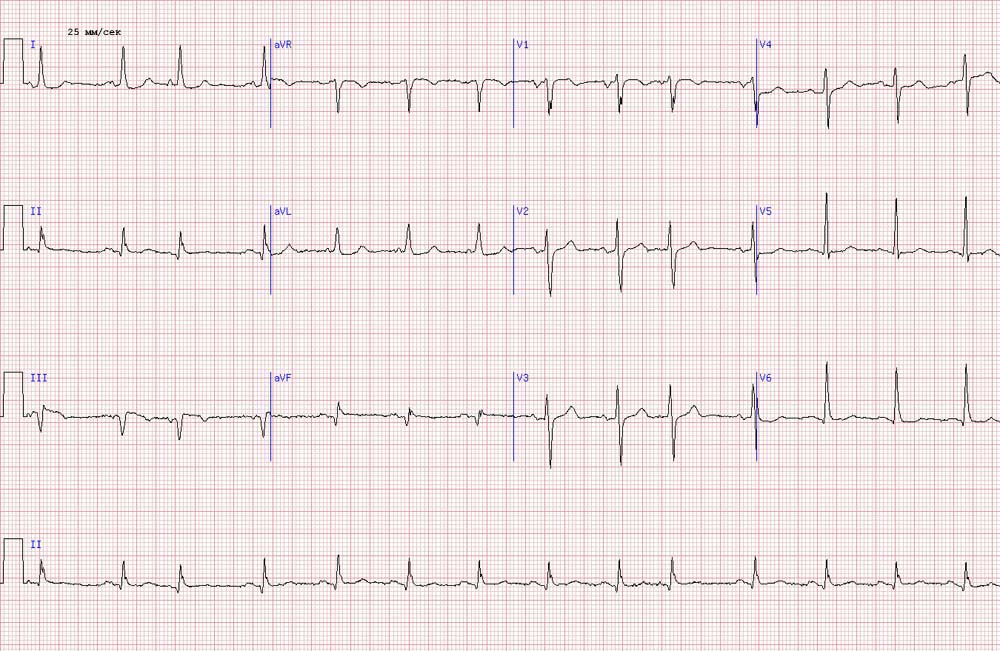 25 мм/сек
I aVR V1 V4
II aVL V2 V5
III aVF V3 V6
II